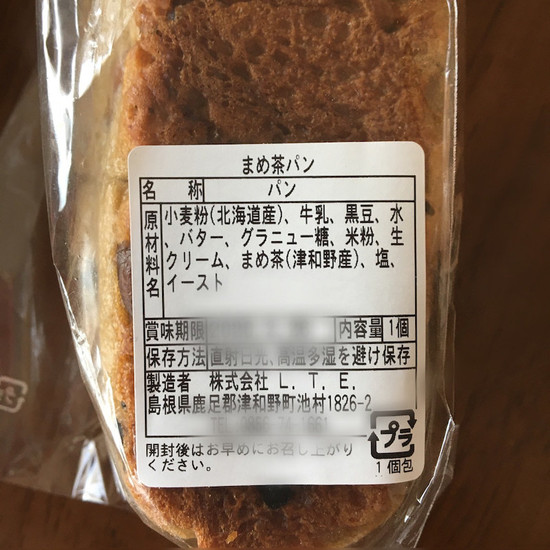 まめ茶パン
名 称 パン
原材料名 小麦粉(北海道産)、牛乳、黒豆、水
、バター、グラニュー糖、米粉、生
クリーム、まめ茶(津和野産)、塩、
イースト
賞味期限 内容量 1個
保存方法 直射日光、高温多湿を避け保存
製造者 株式会社 L.T.E.
島根県鹿足郡津和野町池村1826-2
開封後はお早めにお召し上がり
ください。
プラ
1個包